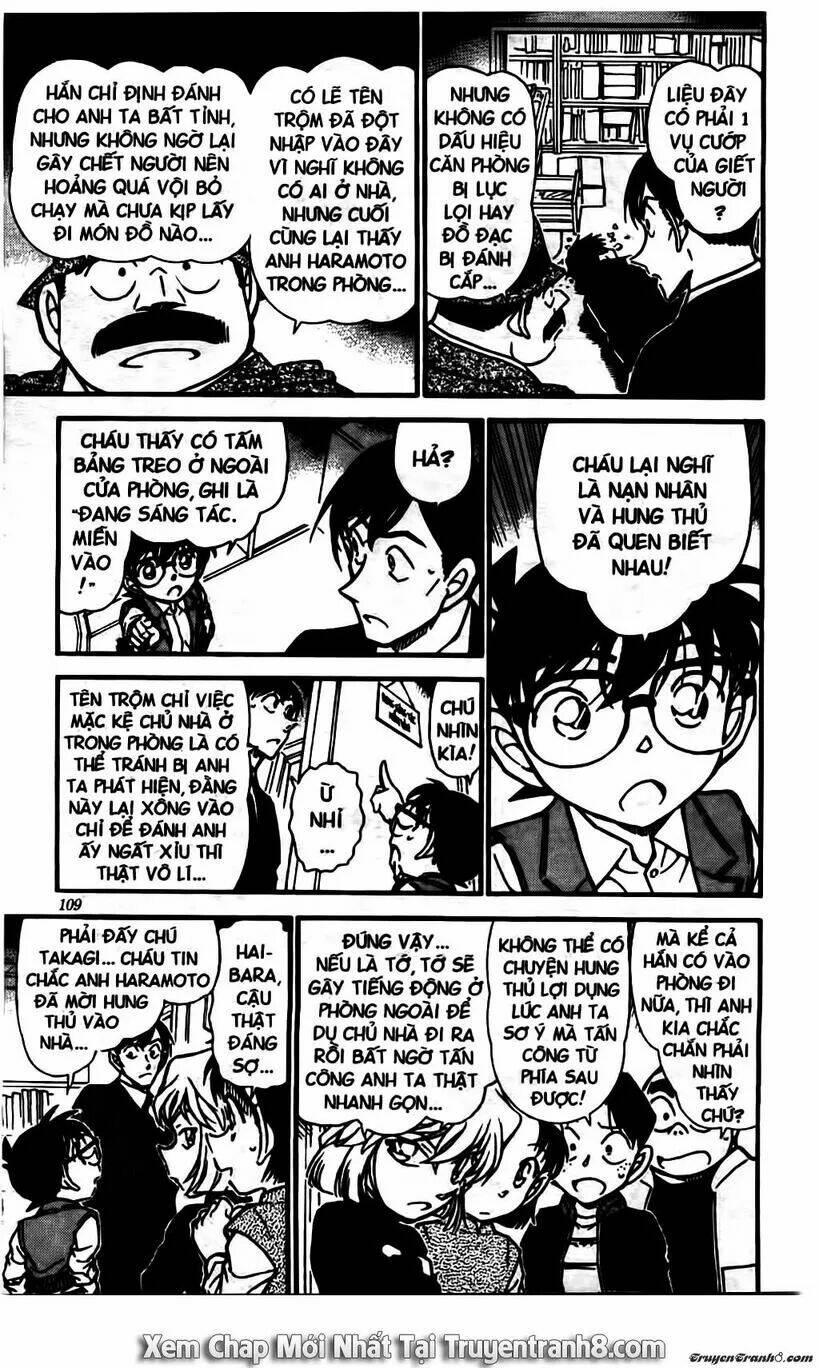 LIỆU ĐÂY
CÓ PHẢI 1
VỤ CƯỚP
CỦA GIẾT
NGƯỜI
?
NHƯNG
KHÔNG CÓ
DẤU HIỆU
CĂN PHÒNG
BỊ LỤC
LỌI HAY
ĐỒ ĐẠC
BỊ ĐÁNH
CẮP...
CÓ LẼ TÊN
TRỘM ĐÃ ĐỘT
NHẬP VÀO ĐÂY
VÌ NGHĨ KHÔNG
CÓ AI Ở NHÀ,
NHƯNG CUỐI
CÙNG LẠI THẤY
ANH HARAMOTO
TRONG PHÒNG...
HẮN CHỈ ĐỊNH ĐÁNH
CHO ANH TA BẤT TỈNH,
NHƯNG KHÔNG NGỜ LẠI
GÂY CHẾT NGƯỜI NÊN
HOẢNG QUÁ VỘI BỎ
CHẠY MÀ CHƯA KỊP LẤY
ĐI MÓN ĐỒ NÀO...
CHÁU LẠI NGHĨ
LÀ NẠN NHÂN
VÀ HUNG THỦ
ĐÃ QUEN BIẾT
NHAU!
HẢ?
CHÁU THẤY CÓ TẤM
BẢNG TREO Ở NGOÀI
CỬA PHÒNG, GHI LÀ
"ĐANG SÁNG TÁC.
MIỄN
VÀO
!"
CHÚ
NHÌN
KÌA!
Ừ
NHỈ
...
TÊN TRỘM CHỈ VIỆC
MẶC KỆ CHỦ NHÀ Ở
TRONG PHÒNG LÀ CÓ
THỂ TRÁNH BỊ ANH
TA PHÁT HIỆN, ĐẰNG
NÀY LẠI XÔNG VÀO
CHỈ ĐỂ ĐÁNH ANH
ẤY NGẤT XỈU THÌ
THẬT VÔ LÍ...
109
MÀ KỂ CẢ
HẮN CÓ VÀO
PHÒNG ĐI
NỮA, THÌ ANH
KIA CHẮC
CHẮN PHẢI
NHÌN
THẤY
CHỨ?
KHÔNG THỂ CÓ
CHUYỆN HUNG
THỦ LỢI DỤNG
LÚC ANH TA
SƠ Ý MÀ TẤN
CÔNG TỪ
PHÍA SAU
ĐƯỢC!
ĐÚNG VẬY...
NẾU LÀ TỚ, TỚ SẼ
GÂY TIẾNG ĐỘNG Ở
PHÒNG NGOÀI ĐỂ
DỤ CHỦ NHÀ ĐI RA
RỒI BẤT NGỜ TẤN
CÔNG ANH TA THẬT
NHANH GỌN...
HAI-
BARA,
CẬU
THẬT
ĐÁNG
SỢ...
PHẢI ĐẤY CHÚ
TAKAGI... CHÁU TIN
CHẮC ANH HARAMOTO
ĐÃ MỜI HUNG
THỦ VÀO
NHÀ...
Xem Chap Mới Nhất Tại Truyentranh8.com
TruyenTranh8.com